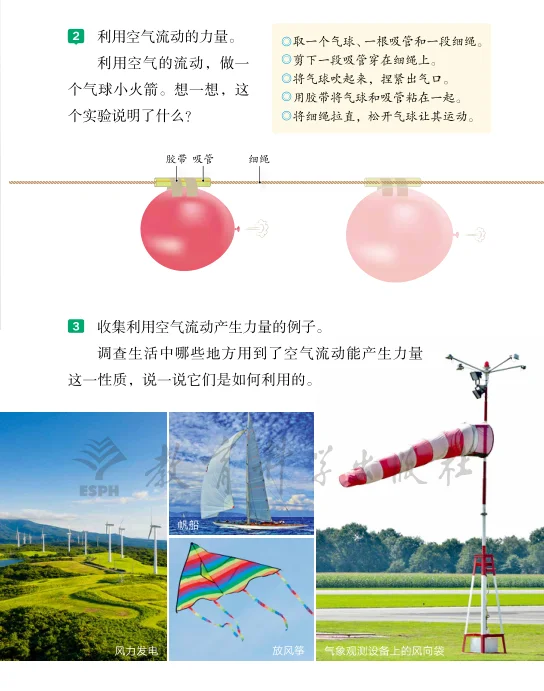 2 利用空气流动的力量。
利用空气的流动，做一
个气球小火箭。想一想，这
个实验说明了什么？
◎取一个气球、一根吸管和一段细绳。
◎剪下一段吸管穿在细绳上。
◎将气球吹起来，捏紧出气口。
◎用胶带将气球和吸管粘在一起。
◎将细绳拉直，松开气球让其运动。
胶带 吸管 细绳
3 收集利用空气流动产生力量的例子。
调查生活中哪些地方用到了空气流动能产生力量
这一性质，说一说它们是如何利用的。
ESPH 教育科学出版社
帆船
风力发电
放风筝
气象观测设备上的风向袋